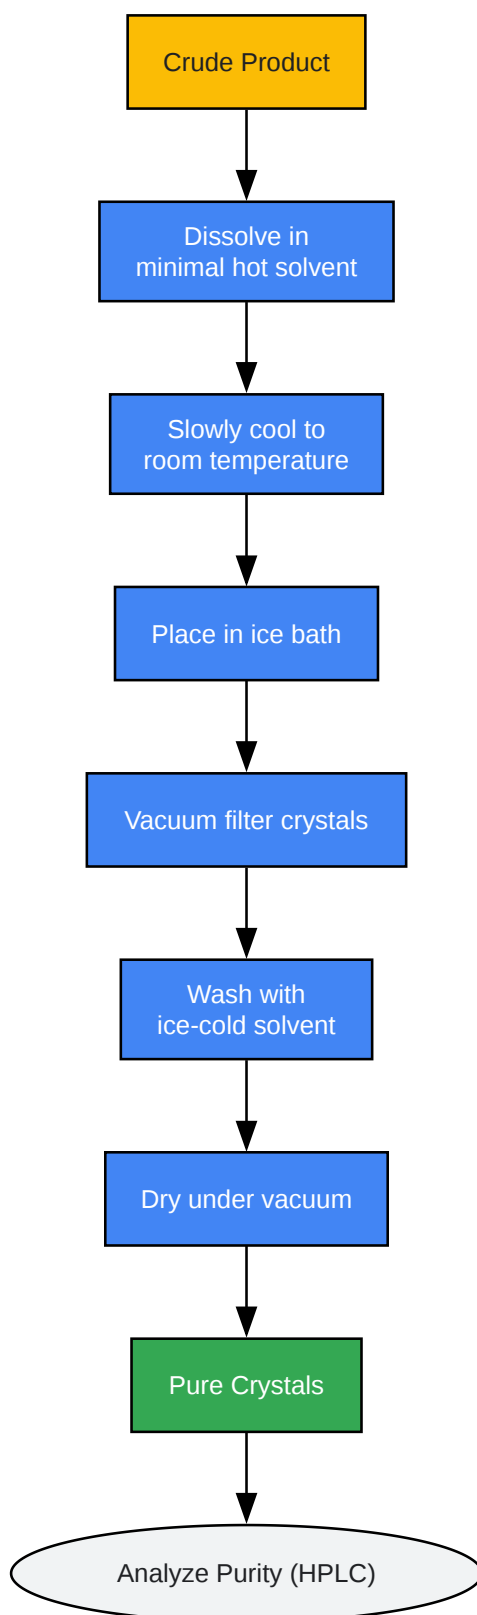 Crude Product
Dissolve in
minimal hot solvent
Slowly cool to
room temperature
Place in ice bath
Vacuum filter crystals
Wash with
ice-cold solvent
Dry under vacuum
Pure Crystals
Analyze Purity (HPLC)